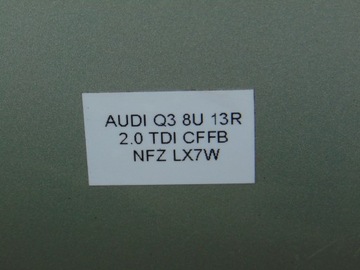 AUDI Q3 8U 13R
2.0 TDI CFFB
NFZ LX7W